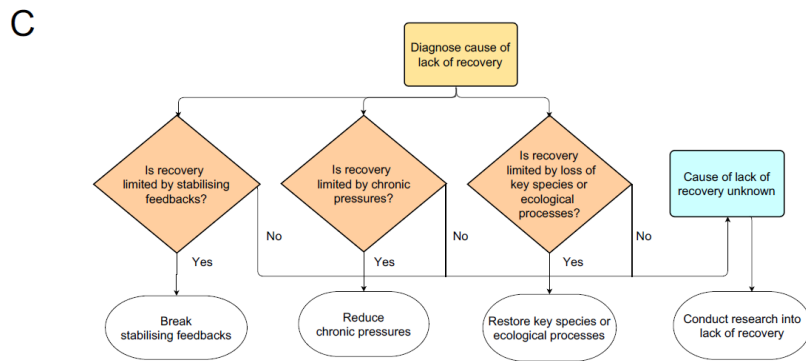 C
Diagnose cause of
lack of recovery
Is recovery
limited by stabilising
feedbacks?
Is recovery
limited by chronic
pressures?
Is recovery
limited by loss of
key species or
ecological
processes?
Cause of lack of
recovery unknown
No
No
No
Yes
Yes
Yes
Break
stabilising feedbacks
Reduce
chronic pressures
Restore key species or
ecological processes
Conduct research into
lack of recovery